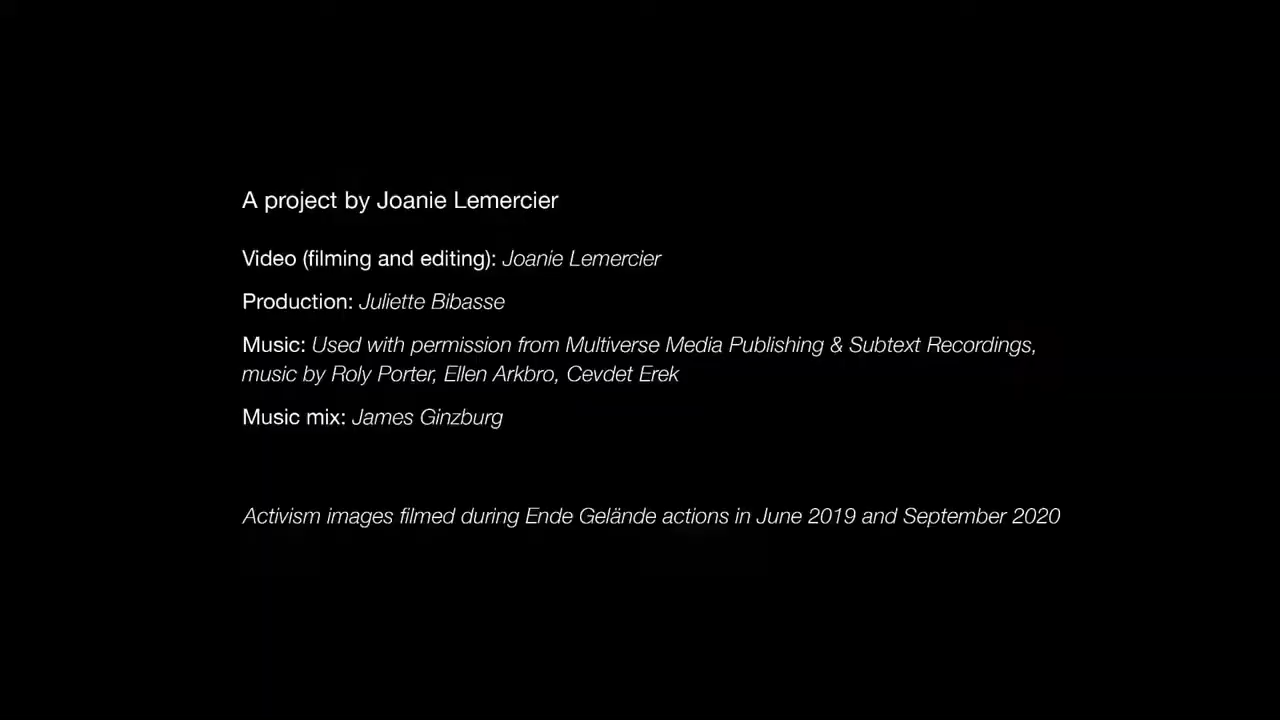 A project by Joanie Lemercier
Video (filming and editing): Joanie Lemercier
Production: Juliette Bibasse
Music: Used with permission from Multiverse Media Publishing & Subtext Recordings,
music by Roly Porter, Ellen Arkbro, Cevdet Erek
Music mix: James Ginzburg
Activism images filmed during Ende Gelände actions in June 2019 and September 2020